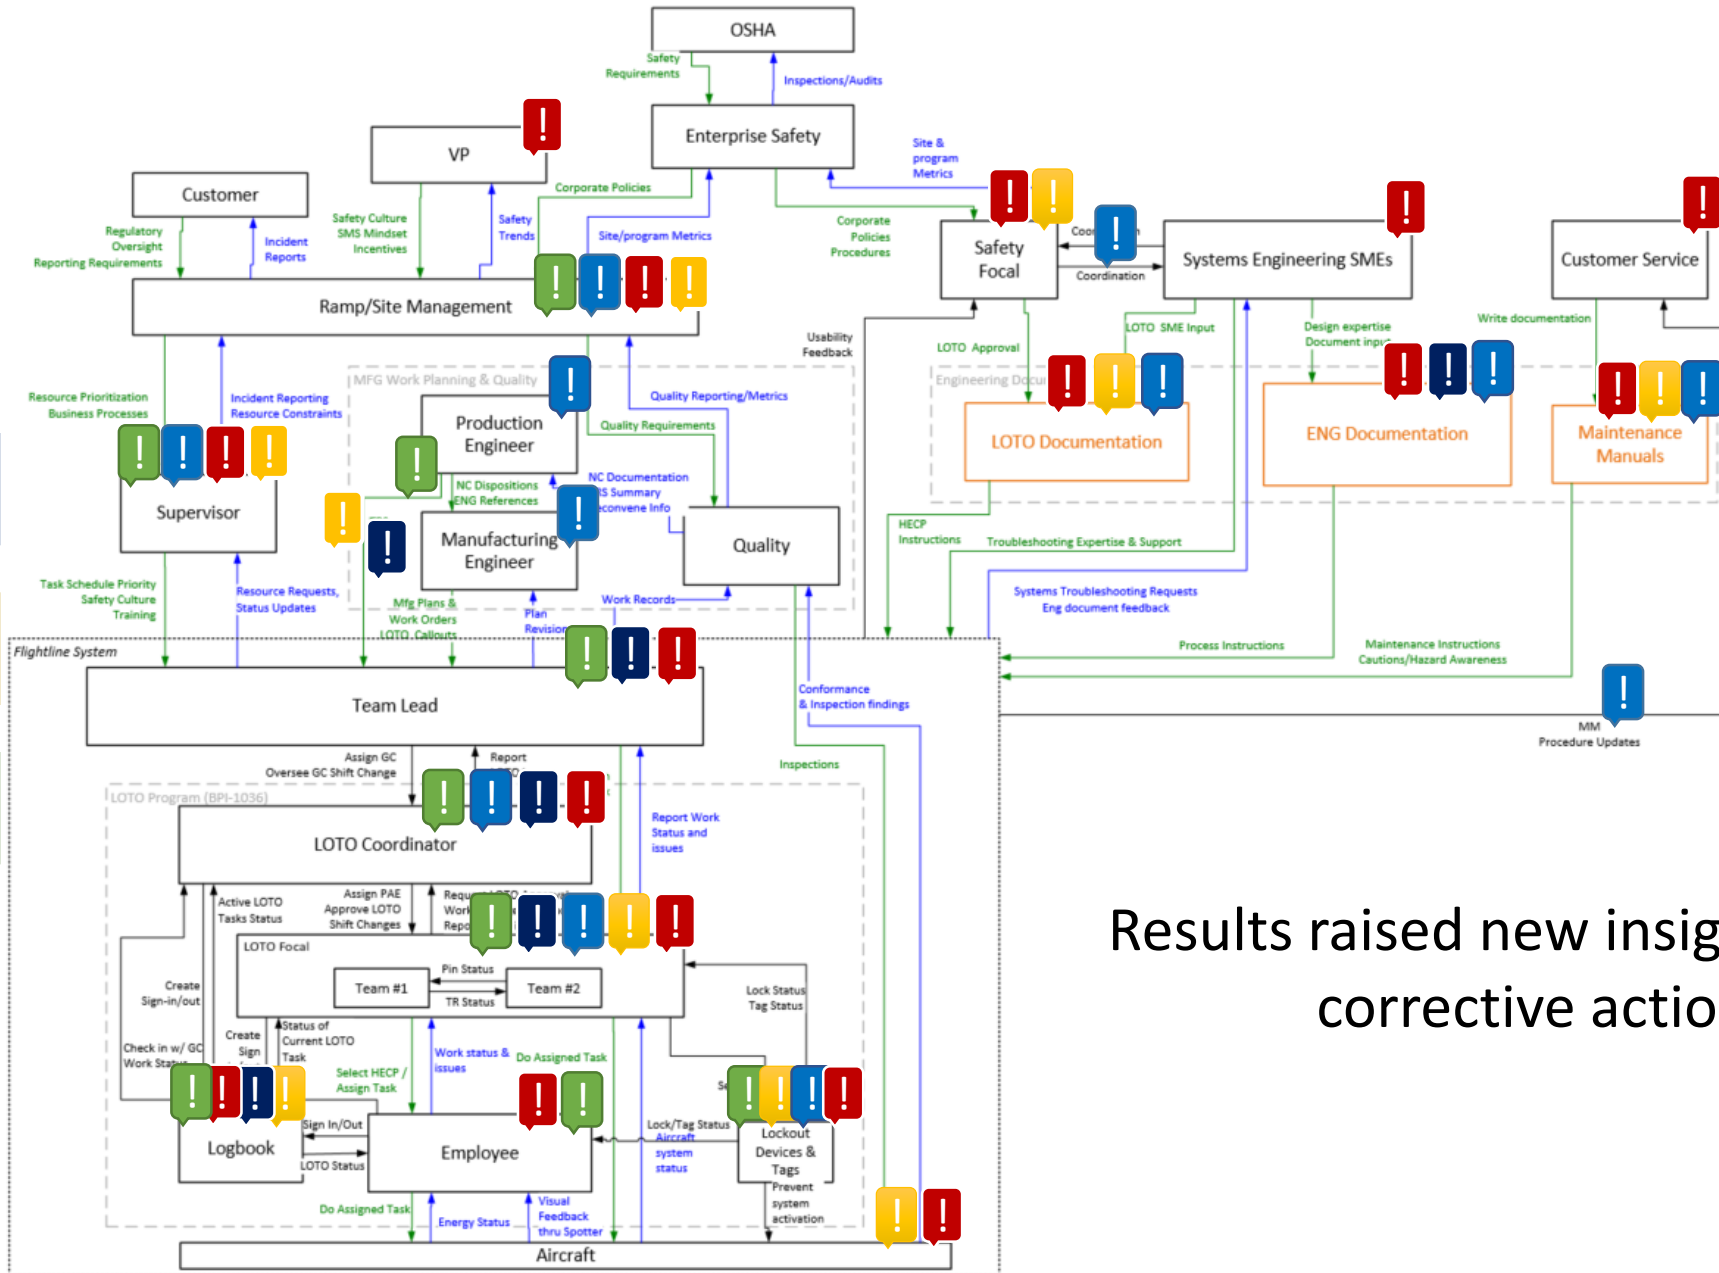 OSHA
Safety
Requirements
Inspections/Audits
Enterprise Safety
VP
Customer
Corporate Policies
Site &
program
Metrics
Safety Culture
SMS Mindset
Incentives
Safety
Trends
Site/program Metrics
Regulatory
Oversight
Reporting Requirements
Incident
Reports
Corporate
Policies
Procedures
Safety
Focal
Coordination
Systems Engineering SMEs
Customer Service
Ramp/Site Management
Usability
Feedback
LOTO Approval
LOTO SME Input
Design expertise
Document input
Write documentation
Resource Prioritization
Business Processes
Incident Reporting
Resource Constraints
MFG Work Planning & Quality
Production
Engineer
Quality Reporting/Metrics
Quality Requirements
Engineering
LOTO Documentation
ENG Documentation
Maintenance
Manuals
Supervisor
NC Dispositions
ENG References
NC Documentation
Summary
Info
Manufacturing
Engineer
Quality
HECP
Instructions
Troubleshooting Expertise & Support
Task Schedule Priority
Safety Culture
Training
Resource Requests,
Status Updates
Mfg Plans &
Work Orders
LOTO Callouts
Plan
Work Records
Systems Troubleshooting Requests
Eng document feedback
Flightline System
Process Instructions
Maintenance Instructions
Cautions/Hazard Awareness
Team Lead
Conformance
& Inspection findings
MM
Procedure Updates
Assign GC
Oversee GC Shift Change
Report
Inspections
LOTO Program (BPI-1036)
LOTO Coordinator
Report Work
Status and
issues
Active LOTO
Tasks Status
Assign PAE
Approve LOTO
Shift Changes
LOTO Focal
Team #1
Pin Status
TR Status
Team #2
Create
Sign-in/out
Lock Status
Tag Status
Check in w/ GC
Work Status
Create
Sign
Status of
Current LOTO
Task
Select HECP /
Assign Task
Work status &
issues
Do Assigned Task
Logbook
Sign In/Out
LOTO Status
Employee
Lock/Tag Status
Aircraft
system
status
Lockout
Devices &
Tags
Prevent
system
activation
Do Assigned Task
Energy Status
Visual
Feedback
thru Spotter
Aircraft
Results raised new insig
corrective actio